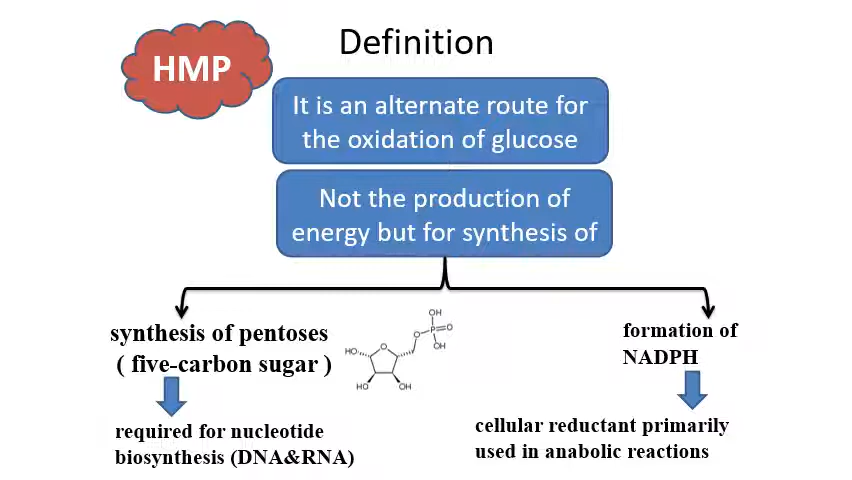 HMP
Definition
It is an alternate route for
the oxidation of glucose
Not the production of
energy but for synthesis of
synthesis of pentoses
( five-carbon sugar )
OH
O
P
O
OH
O
HO
HO
OH
formation of
NADPH
required for nucleotide
biosynthesis (DNA&RNA)
cellular reductant primarily
used in anabolic reactions